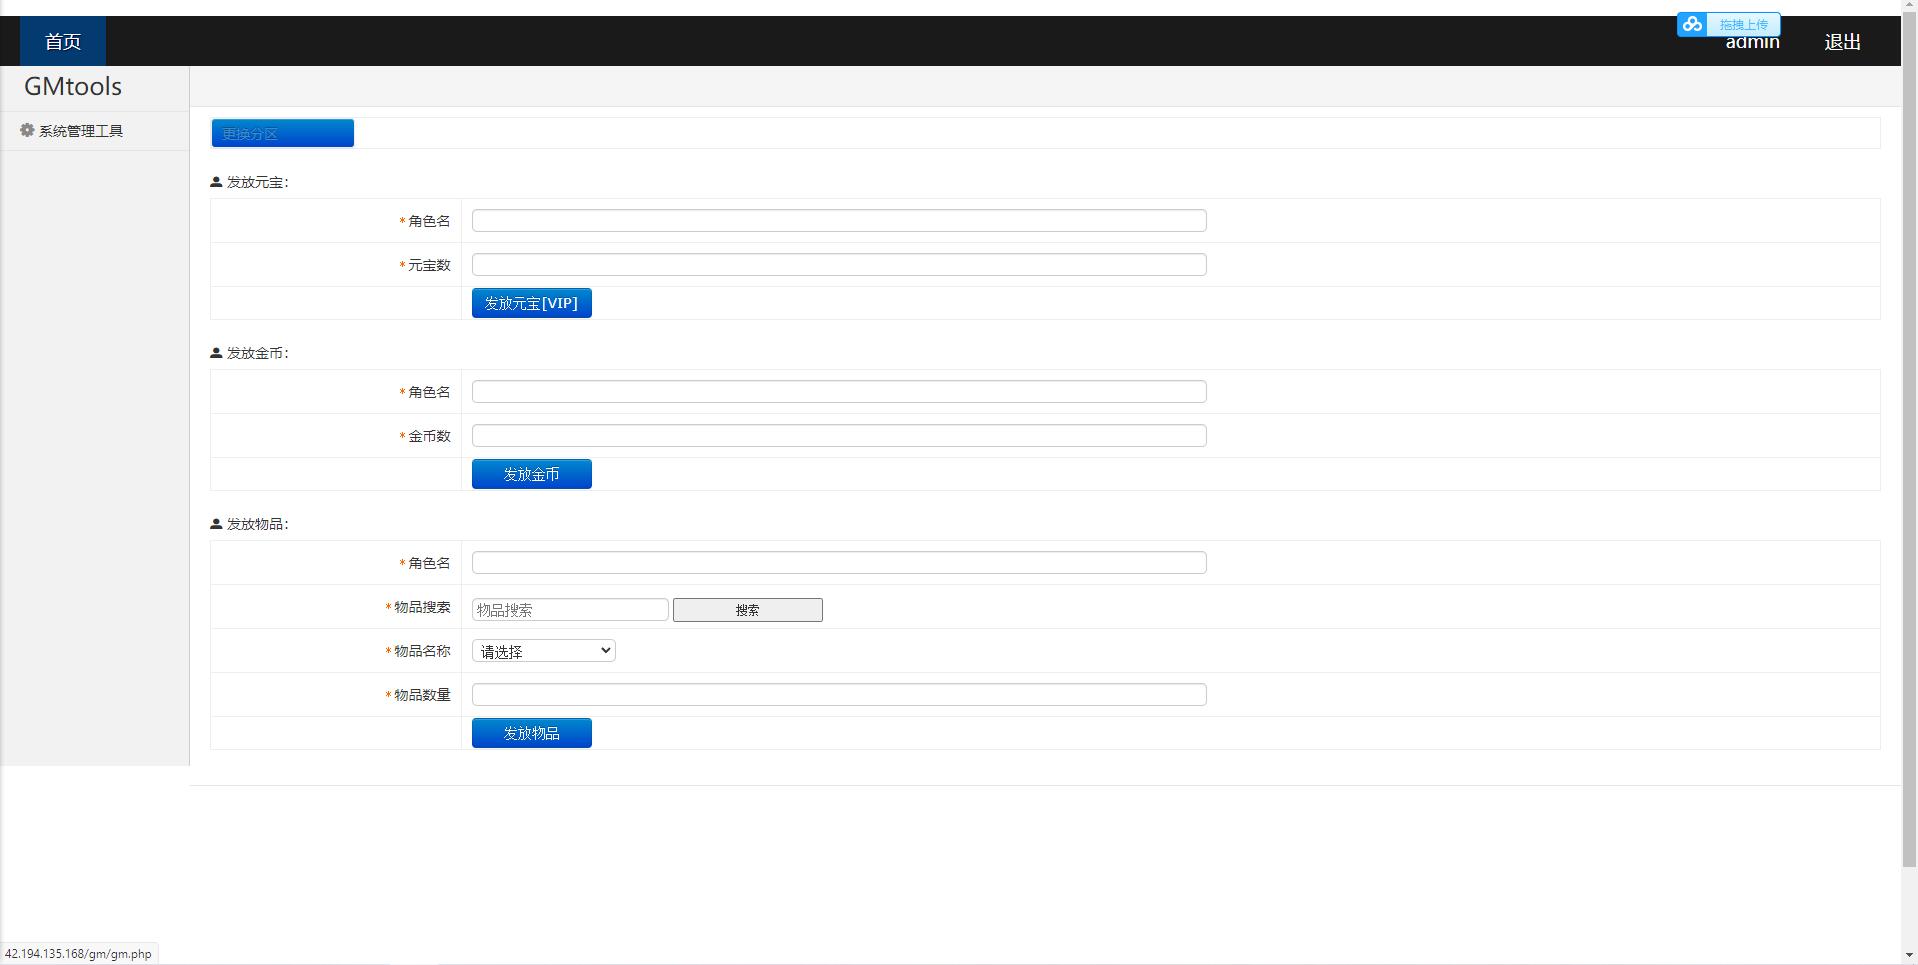 拖拽上传
首页
admin
退出
GMtools
系统管理工具
更换分区
发放元宝:
*角色名
*元宝数
发放元宝[VIP]
发放金币:
*角色名
*金币数
发放金币
发放物品:
*角色名
*物品搜索
物品搜索
搜索
*物品名称
请选择
*物品数量
发放物品
42.194.135.168/gm/gm.php